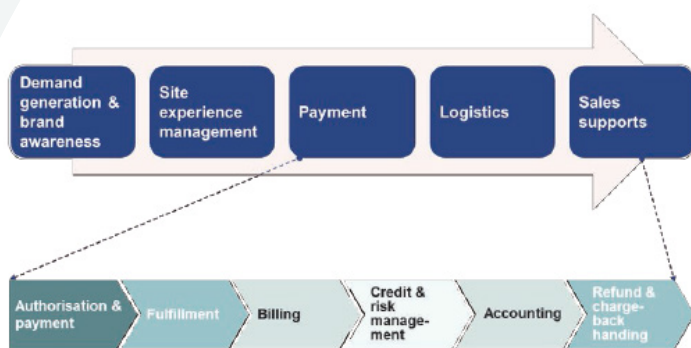 Demand
generation &
brand
awareness
Site
experience
management
Payment
Logistics
Sales
supports
Authorisation &
payment
Fulfillment
Billing
Credit &
risk
manage-
ment
Accounting
Refund &
charge-
back
handing